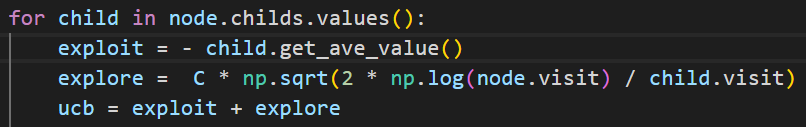 for child in node.childs.values():
    exploit = - child.get_ave_value()
    explore =  C * np.sqrt(2 * np.log(node.visit) / child.visit)
    ucb = exploit + explore